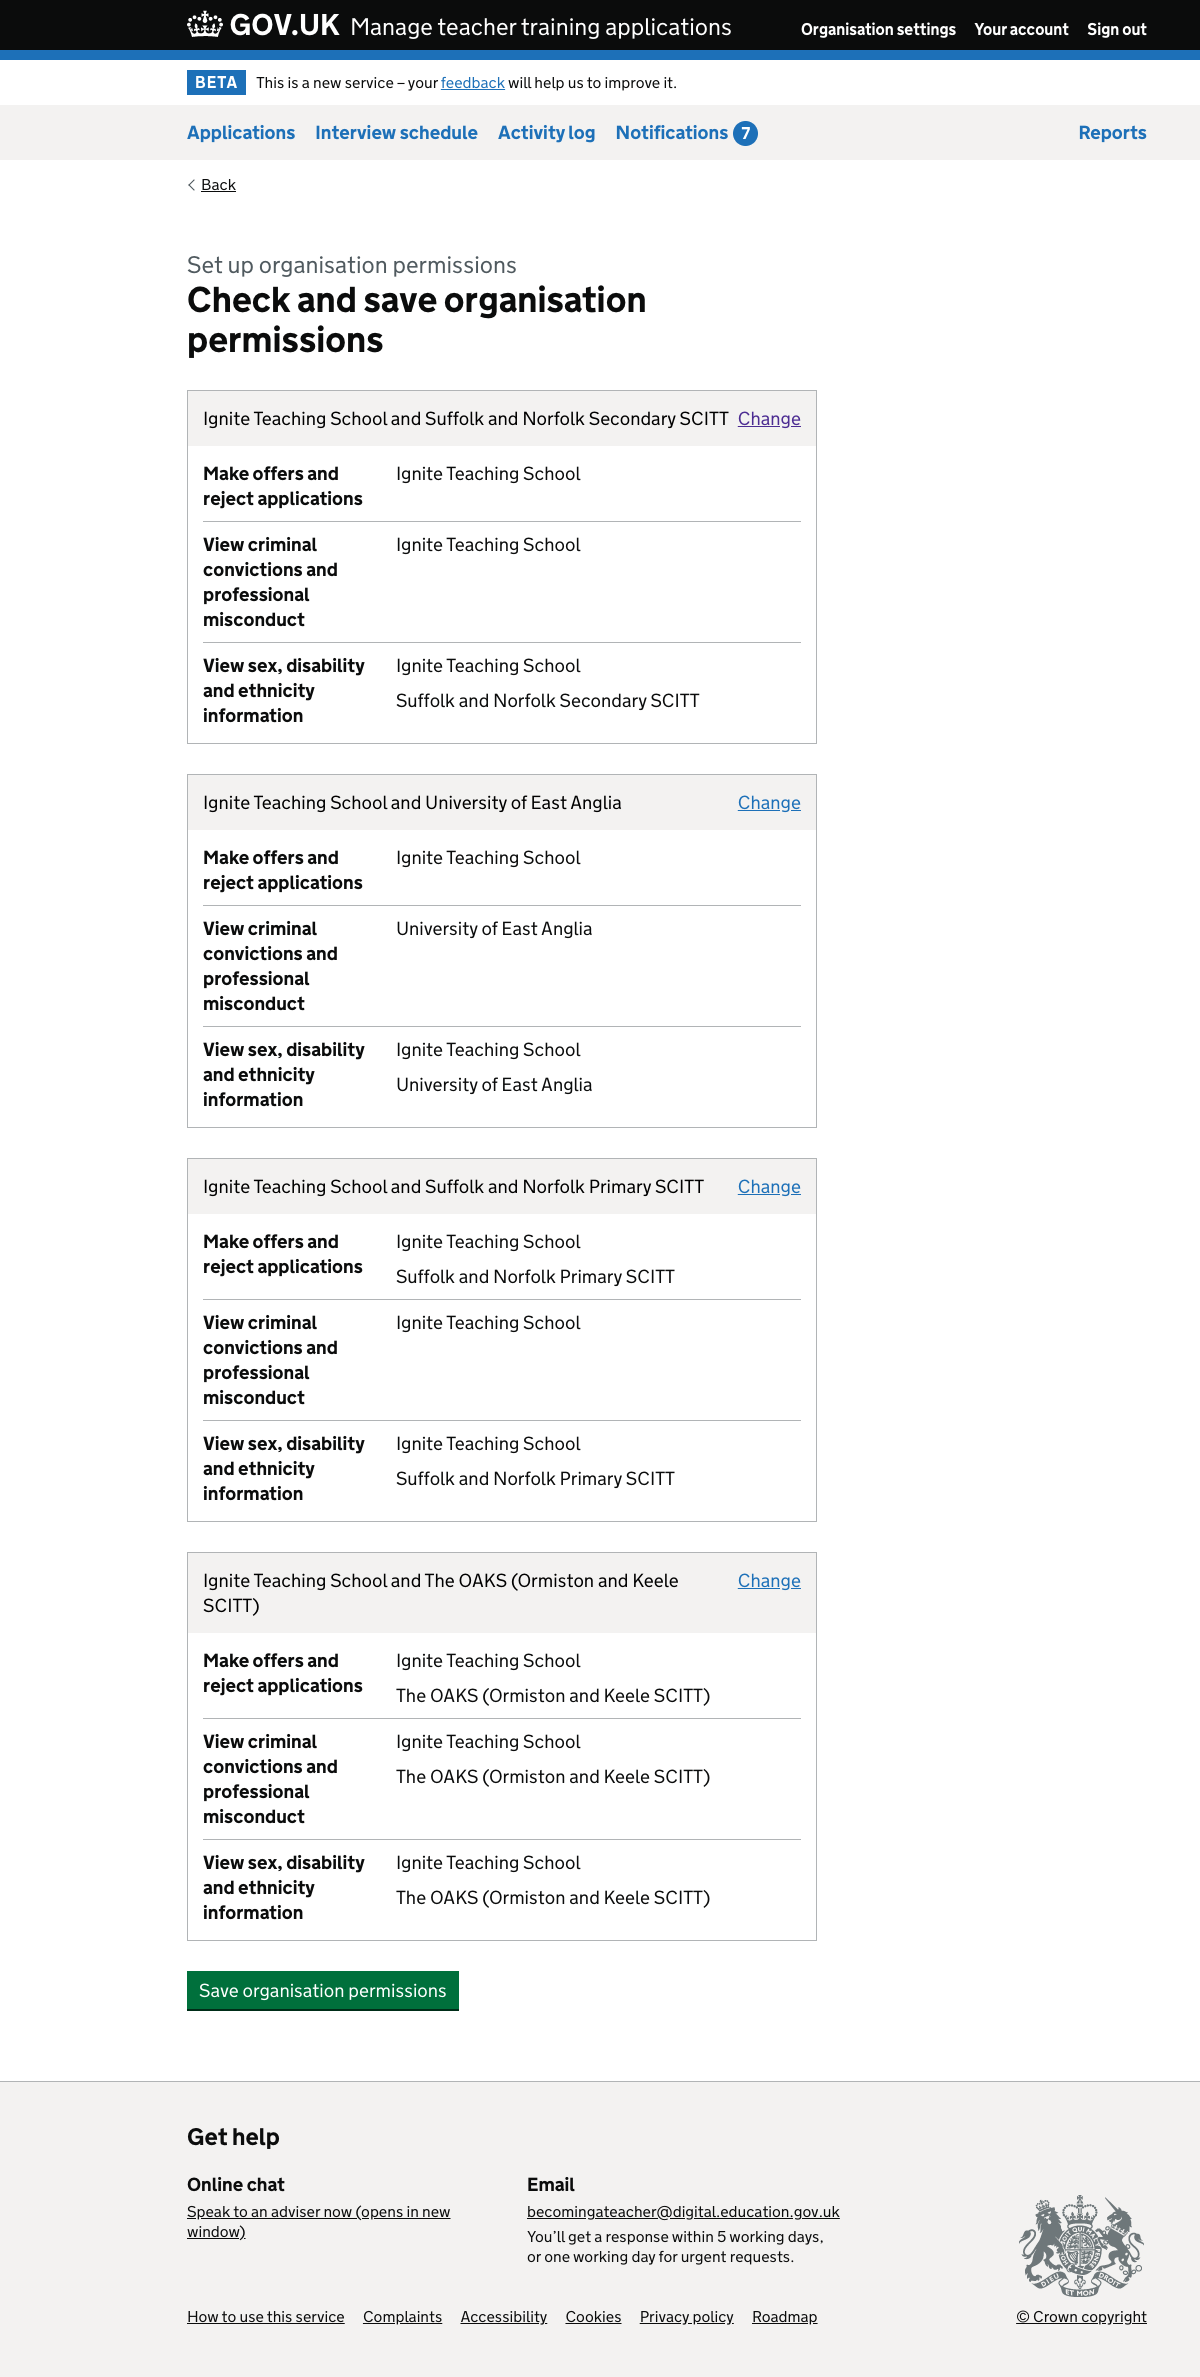 GOV.UK Manage teacher training applications Organisation settings Your account Sign out
BETA This is a new service – your feedback will help us to improve it.
Applications Interview schedule Activity log Notifications 7 Reports
Back
Set up organisation permissions
Check and save organisation
permissions
Ignite Teaching School and Suffolk and Norfolk Secondary SCITT Change
Make offers and Ignite Teaching School
reject applications
View criminal Ignite Teaching School
convictions and
professional
misconduct
View sex, disability Ignite Teaching School
and ethnicity Suffolk and Norfolk Secondary SCITT
information
Ignite Teaching School and University of East Anglia Change
Make offers and Ignite Teaching School
reject applications
View criminal University of East Anglia
convictions and
professional
misconduct
View sex, disability Ignite Teaching School
and ethnicity University of East Anglia
information
Ignite Teaching School and Suffolk and Norfolk Primary SCITT Change
Make offers and Ignite Teaching School
reject applications Suffolk and Norfolk Primary SCITT
View criminal Ignite Teaching School
convictions and
professional
misconduct
View sex, disability Ignite Teaching School
and ethnicity Suffolk and Norfolk Primary SCITT
information
Ignite Teaching School and The OAKS (Ormiston and Keele Change
SCITT)
Make offers and Ignite Teaching School
reject applications The OAKS (Ormiston and Keele SCITT)
View criminal Ignite Teaching School
convictions and The OAKS (Ormiston and Keele SCITT)
professional
misconduct
View sex, disability Ignite Teaching School
and ethnicity The OAKS (Ormiston and Keele SCITT)
information
Save organisation permissions
Get help
Online chat
Speak to an adviser now (opens in new
window)
Email
becomingateacher@digital.education.gov.uk
You’ll get a response within 5 working days,
or one working day for urgent requests.
DIEU ET MON DROIT
How to use this service Complaints Accessibility Cookies Privacy policy Roadmap © Crown copyright